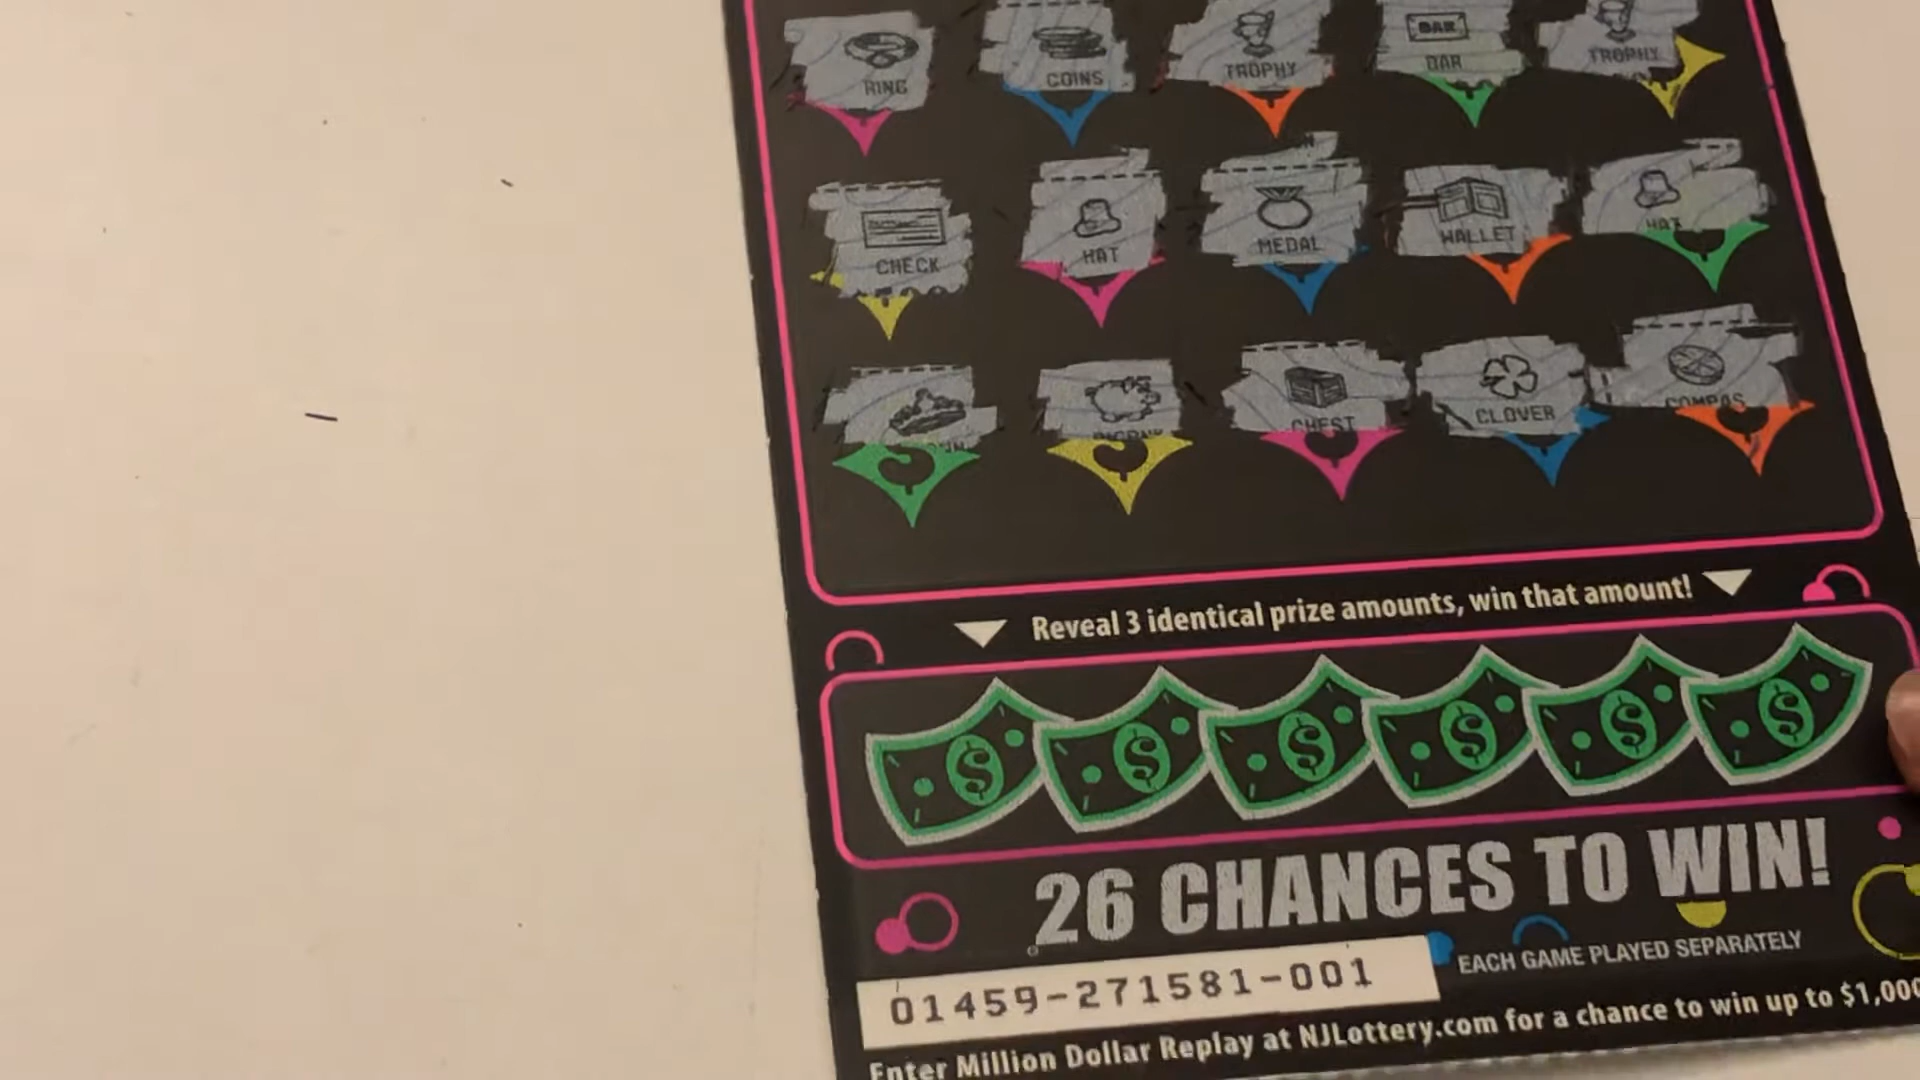 RING COINS TROPHY BAR BAR TROPHY
CHECK HAT MEDAL WALLET HAT
CHEST CLOVER COMPAS
Reveal 3 identical prize amounts, win that amount!
$ $ $ $ $ $
26 CHANCES TO WIN!
EACH GAME PLAYED SEPARATELY
01459-271581-001
Enter Million Dollar Replay at NJLottery.com for a chance to win up to $1,000